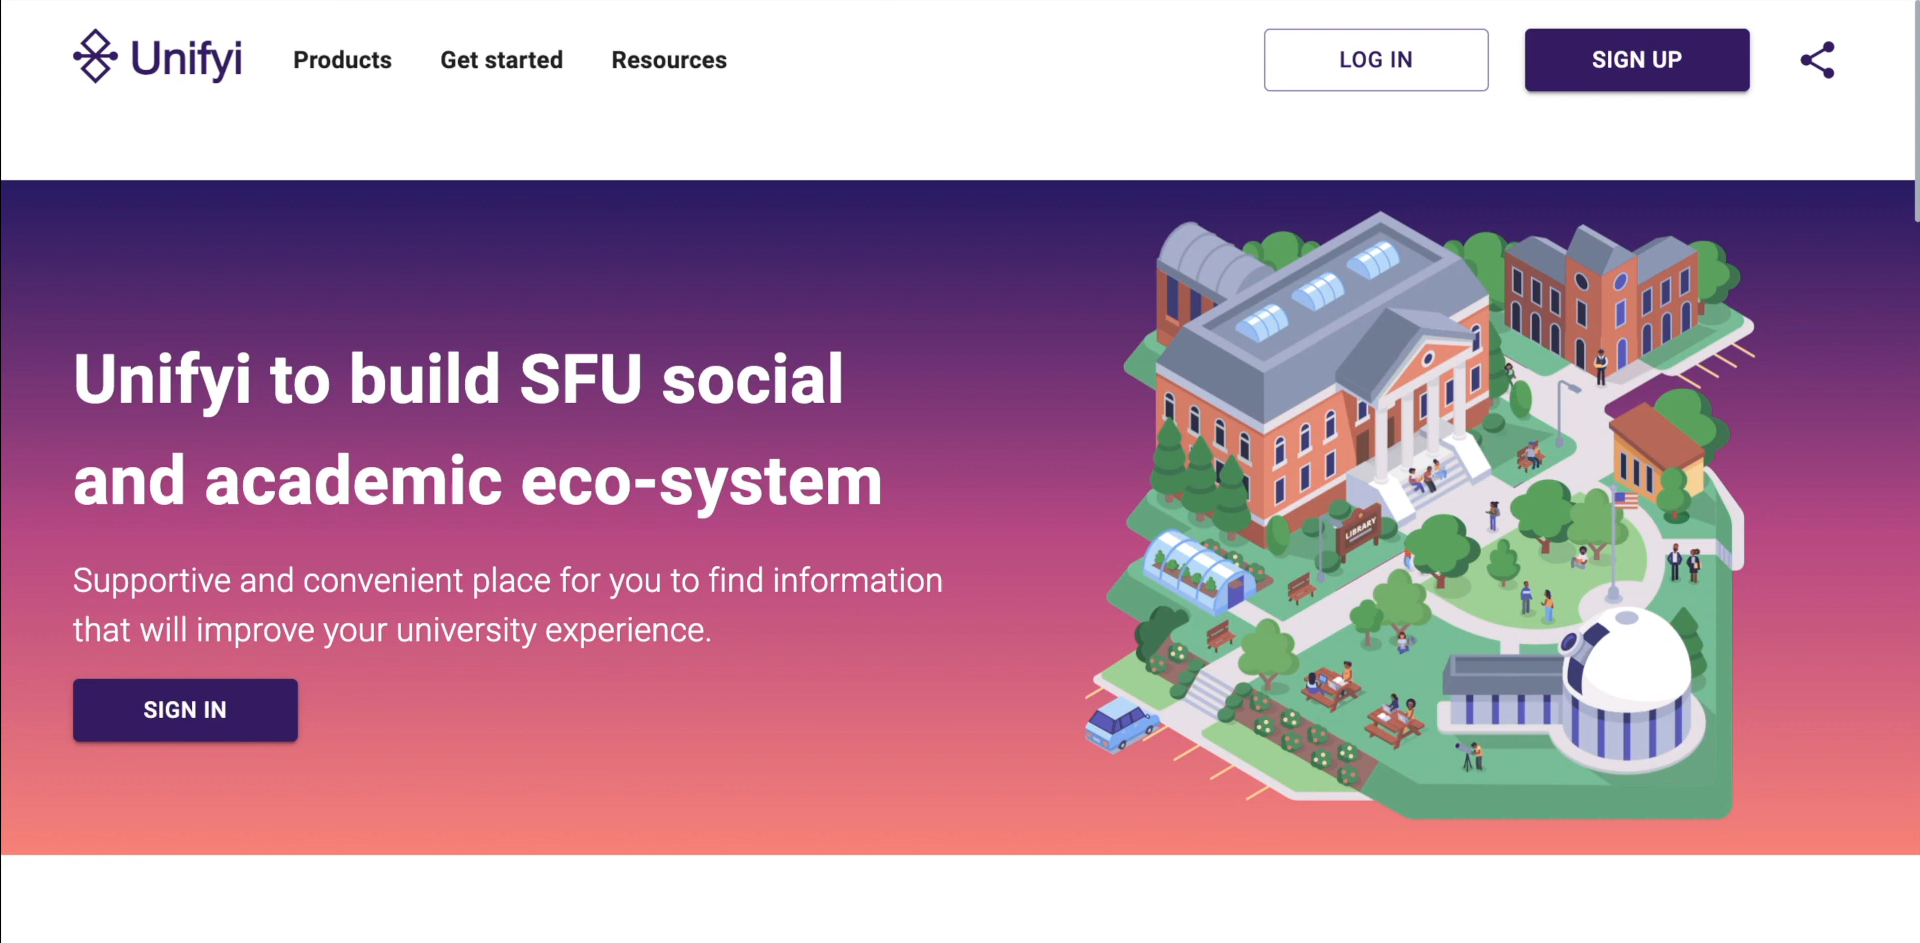 Unifyi
Products
Get started
Resources
LOG IN
SIGN UP
Unifyi to build SFU social
and academic eco-system
Supportive and convenient place for you to find information
that will improve your university experience.
SIGN IN
LIBRARY